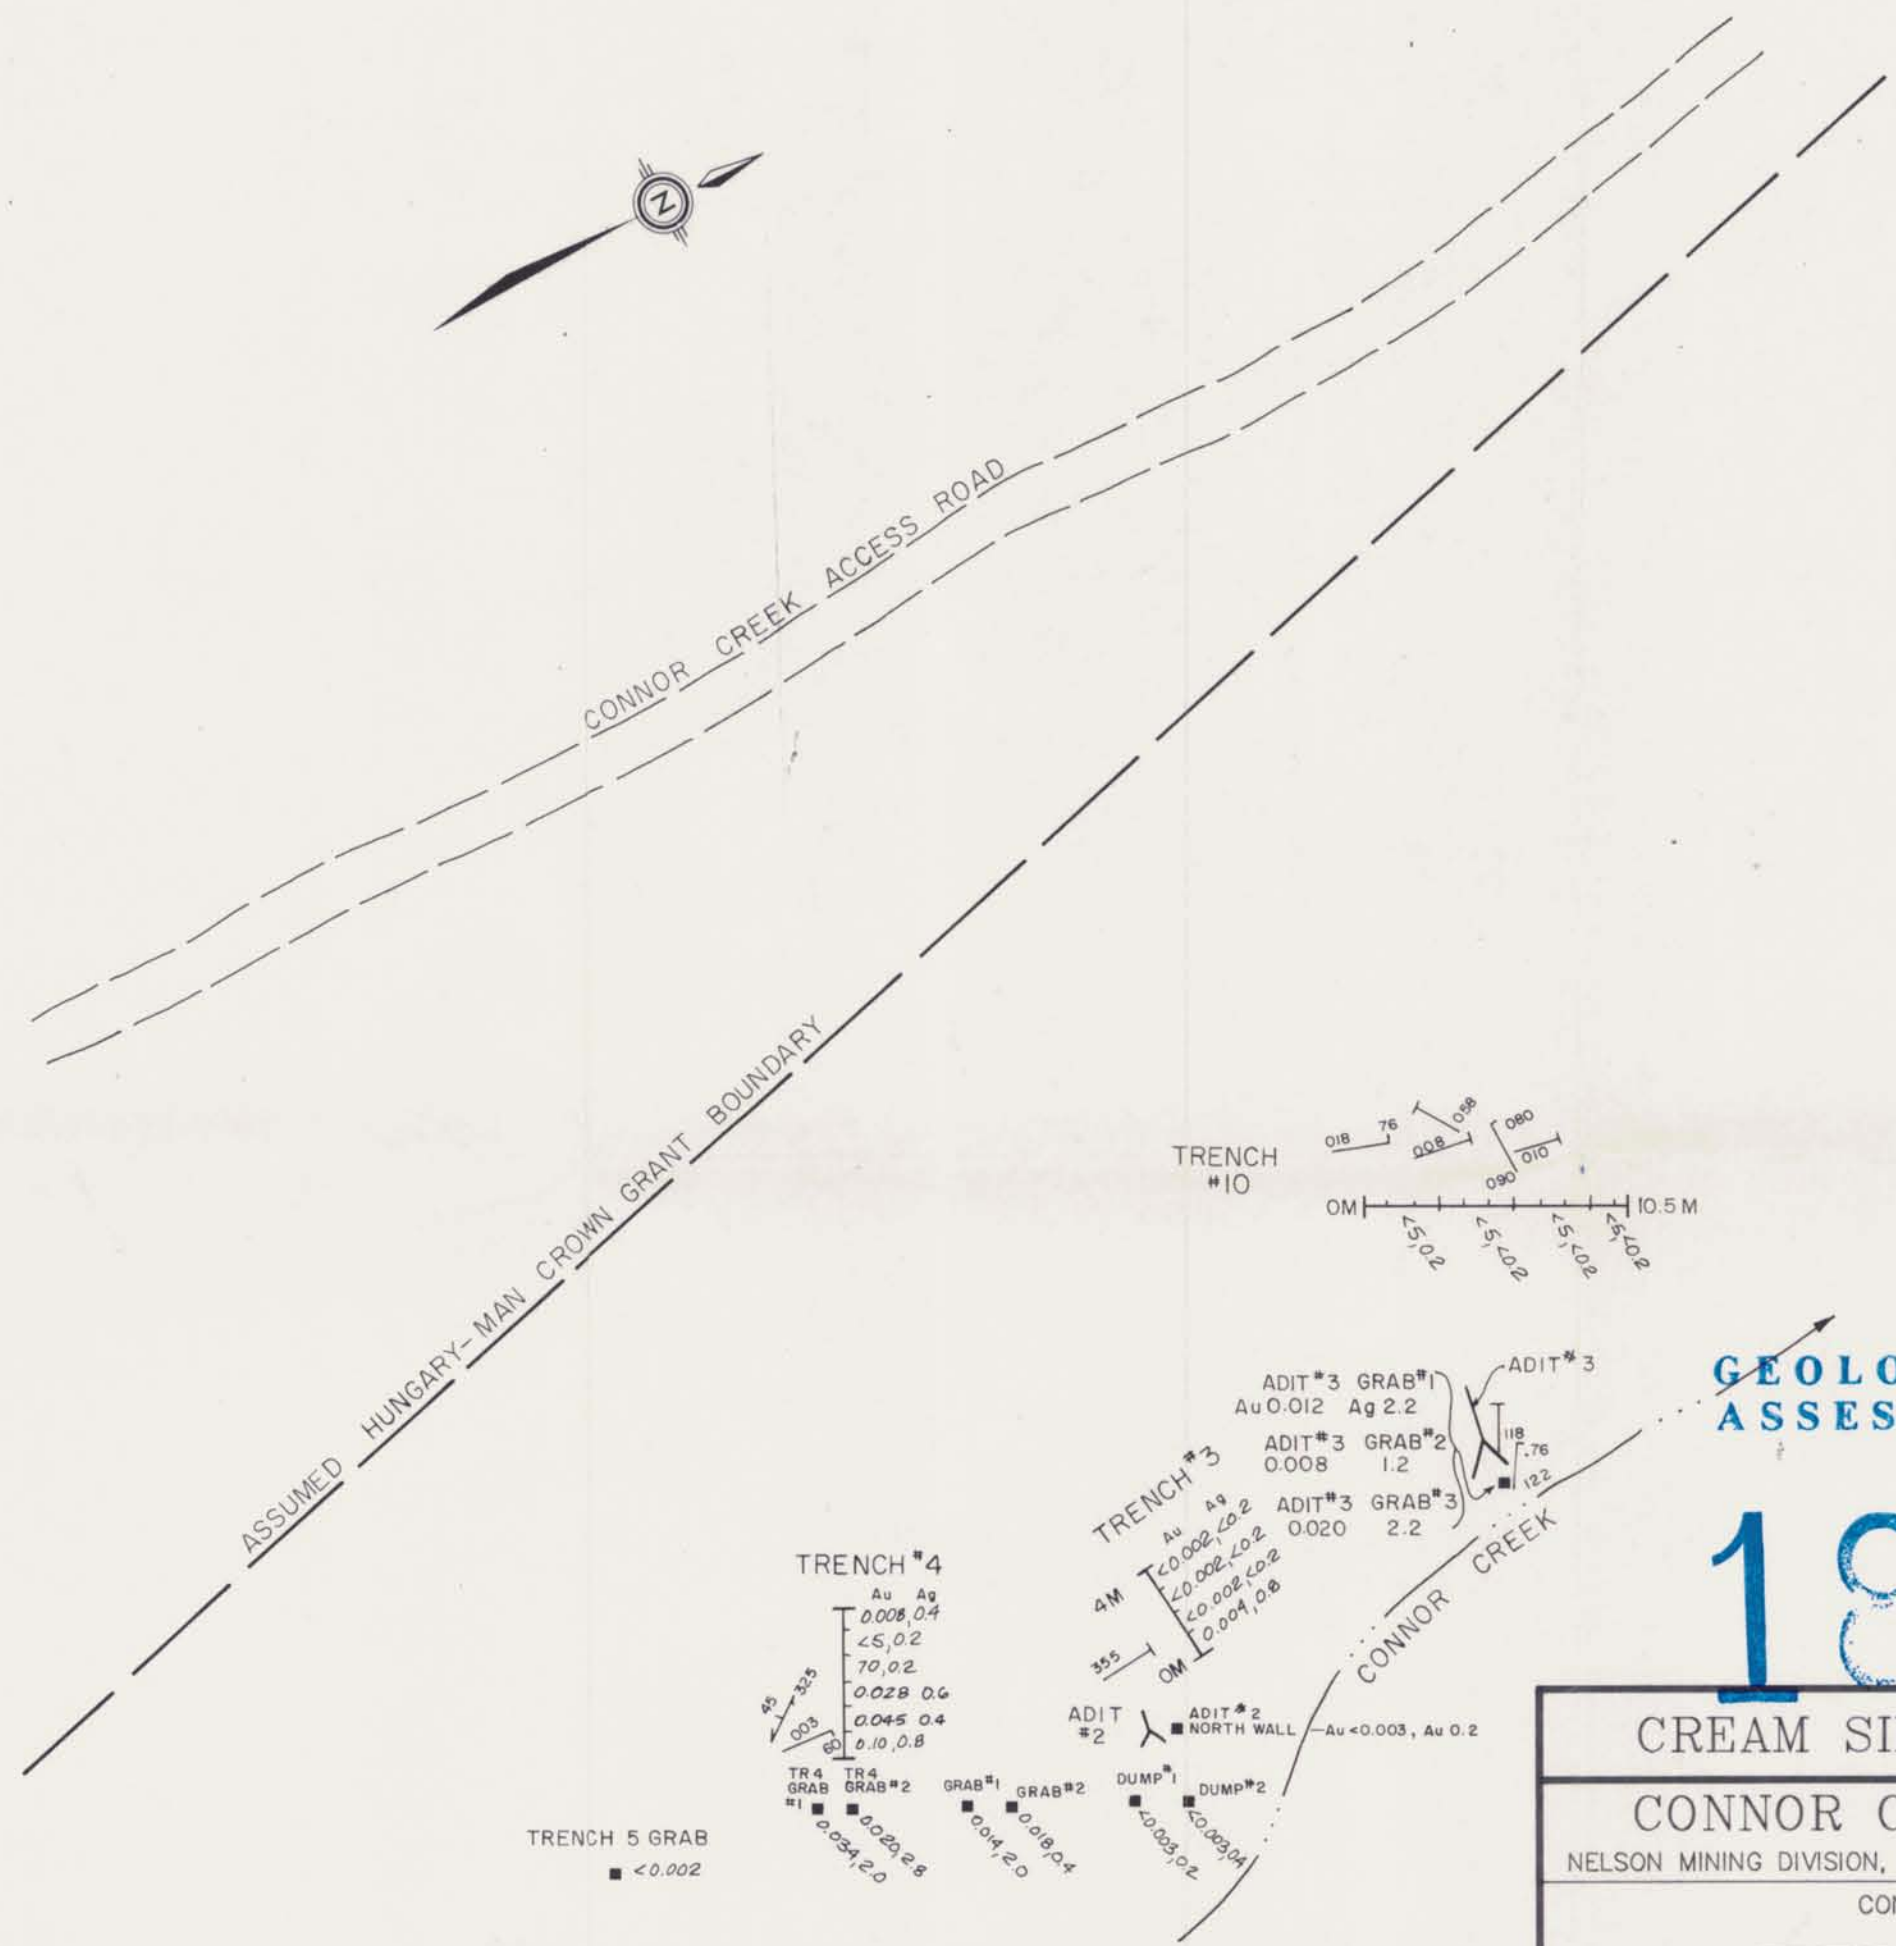 N
CONNOR CREEK ACCESS ROAD
ASSUMED HUNGARY-MAN CROWN GRANT BOUNDARY
TRENCH
#10
018 76
058
008
080
010
090
0M
10.5 M
<5,0.2
<5,<0.2
<5,<0.2
<5,<0.2
ADIT #3
ADIT #3 GRAB #1
Au 0.012 Ag 2.2
ADIT #3 GRAB #2
0.008 1.2
ADIT #3 GRAB #3
0.020 2.2
118
76
122
GEOLO
ASSES
18
TRENCH #3
Au Ag
<0.002,<0.2
<0.002,<0.2
<0.002,<0.2
0.004,0.8
4M
0M
355
CONNOR CREEK
TRENCH #4
Au Ag
0.008,0.4
<5,0.2
70,0.2
0.028 0.6
0.045 0.4
0.10,0.8
45
325
003
60
ADIT
#2
ADIT #2
NORTH WALL
Au <0.003, Au 0.2
TR 4
GRAB
#1
TR 4
GRAB #2
0.034,2.0
0.020,2.8
GRAB #1
GRAB #2
0.014,2.0
0.018,0.4
DUMP #1
DUMP #2
<0.003,0.2
<0.003,04
TRENCH 5 GRAB
<0.002
CREAM SI
CONNOR C
NELSON MINING DIVISION,
CON